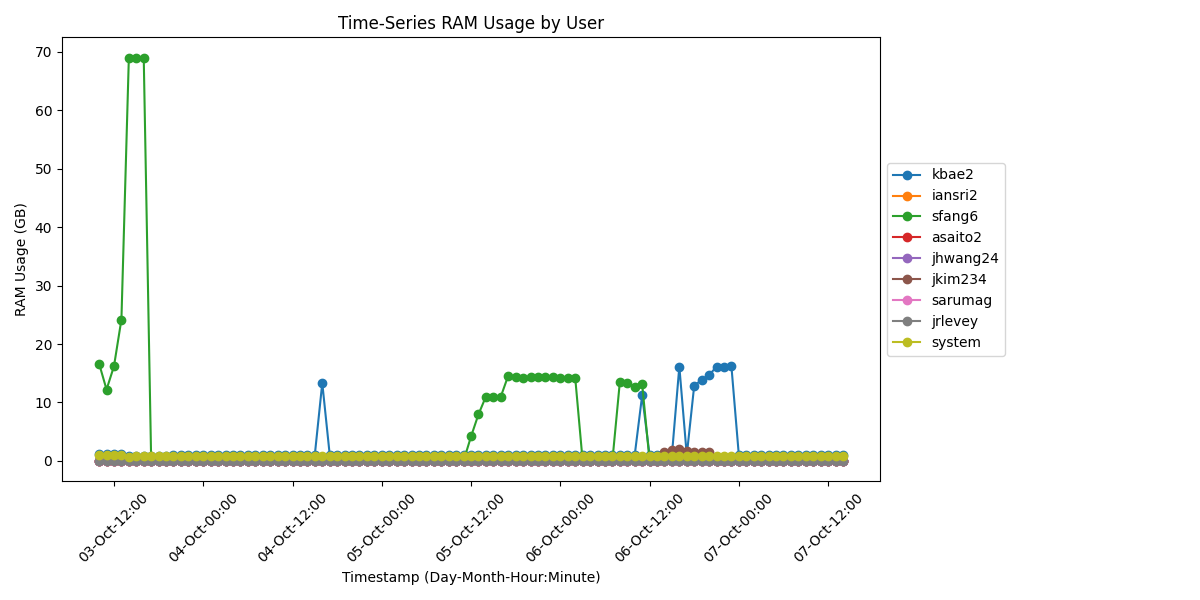 Time-Series RAM Usage by User
70
60
50
40
30
20
10
0
RAM Usage (GB)
03-Oct-12:00
04-Oct-00:00
04-Oct-12:00
05-Oct-00:00
05-Oct-12:00
06-Oct-00:00
06-Oct-12:00
07-Oct-00:00
07-Oct-12:00
Timestamp (Day-Month-Hour:Minute)
kbae2
iansri2
sfang6
asaito2
jhwang24
jkim234
sarumag
jrlevey
system